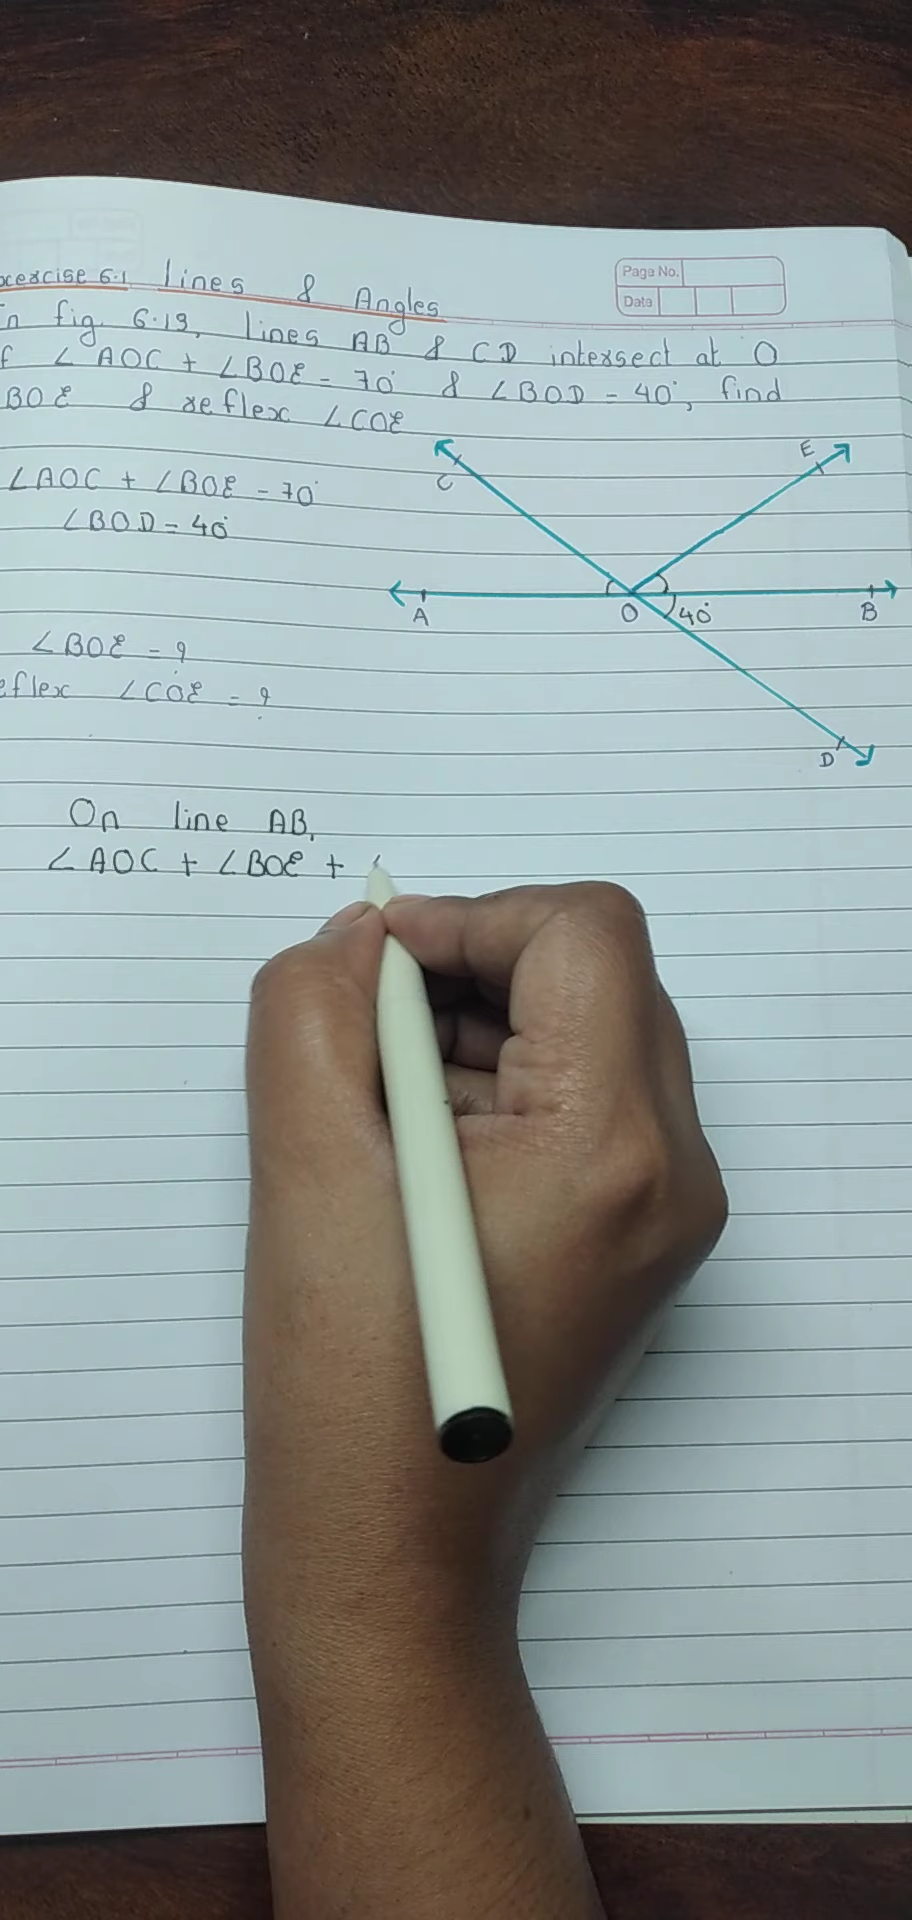 xercise 6.1 Lines & Angles
Page No.
Date
In fig. 6.13, lines AB & CD intersect at O
f ∠AOC + ∠BOE = 70° & ∠BOD = 40°, find
BOE & reflex ∠COE
∠AOC + ∠BOE = 70°
∠BOD = 40°
∠BOE = ?
eflex ∠COE = ?
C
E
A
O
40°
B
D
On line AB,
∠AOC + ∠BOE + ∠